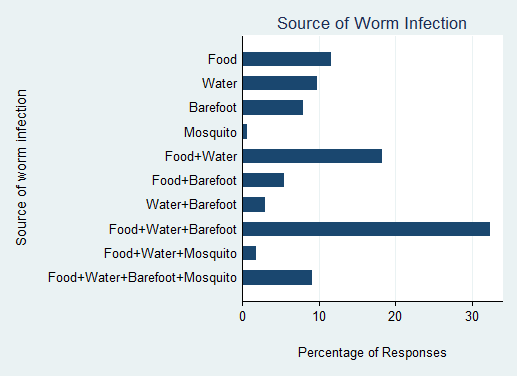 Source of Worm Infection
Source of worm infection
Food
Water
Barefoot
Mosquito
Food+Water
Food+Barefoot
Water+Barefoot
Food+Water+Barefoot
Food+Water+Mosquito
Food+Water+Barefoot+Mosquito
0 10 20 30
Percentage of Responses